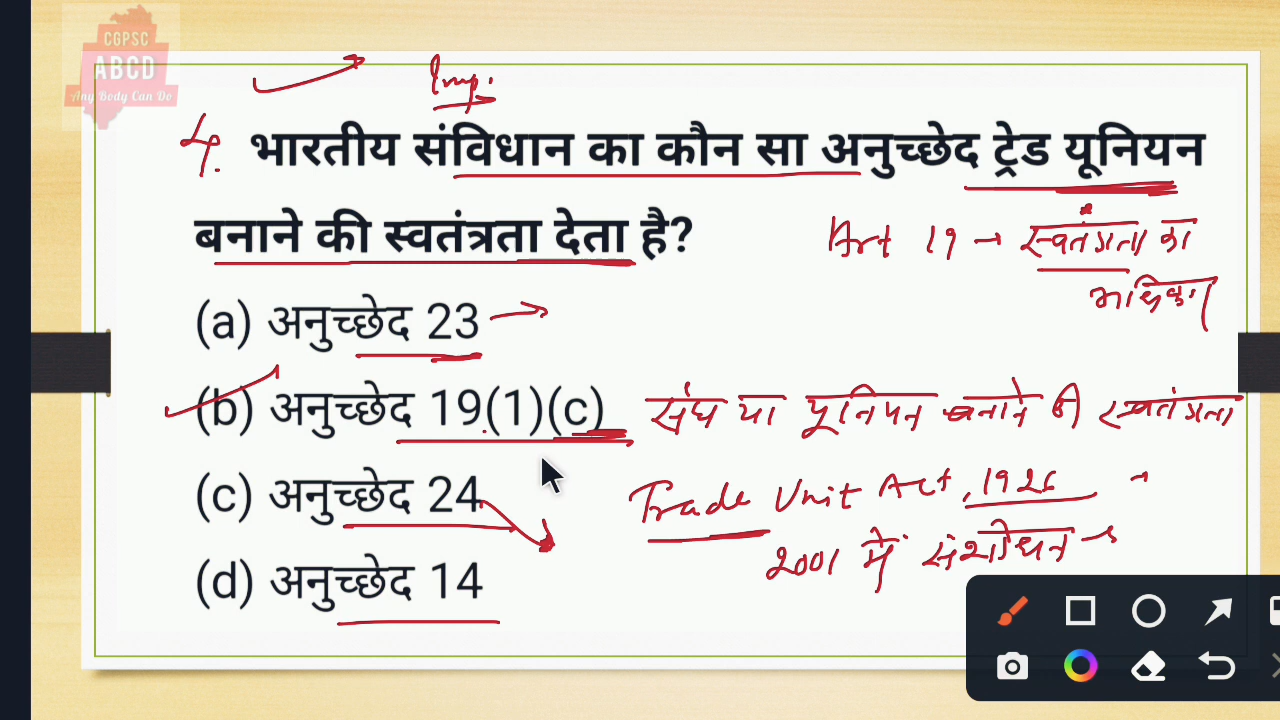 CGPSC
ABCD
Any Body Can Do
Imp.
4. भारतीय संविधान का कौन सा अनुच्छेद ट्रेड यूनियन
बनाने की स्वतंत्रता देता है?
Art 19 → स्वतंत्रता का
अधिकार
(a) अनुच्छेद 23
(b) अनुच्छेद 19(1)(c) संघ या यूनियन बनाने की स्वतंत्रता
(c) अनुच्छेद 24
Trade Unit Act, 1926 →
2001 में संशोधन →
(d) अनुच्छेद 14